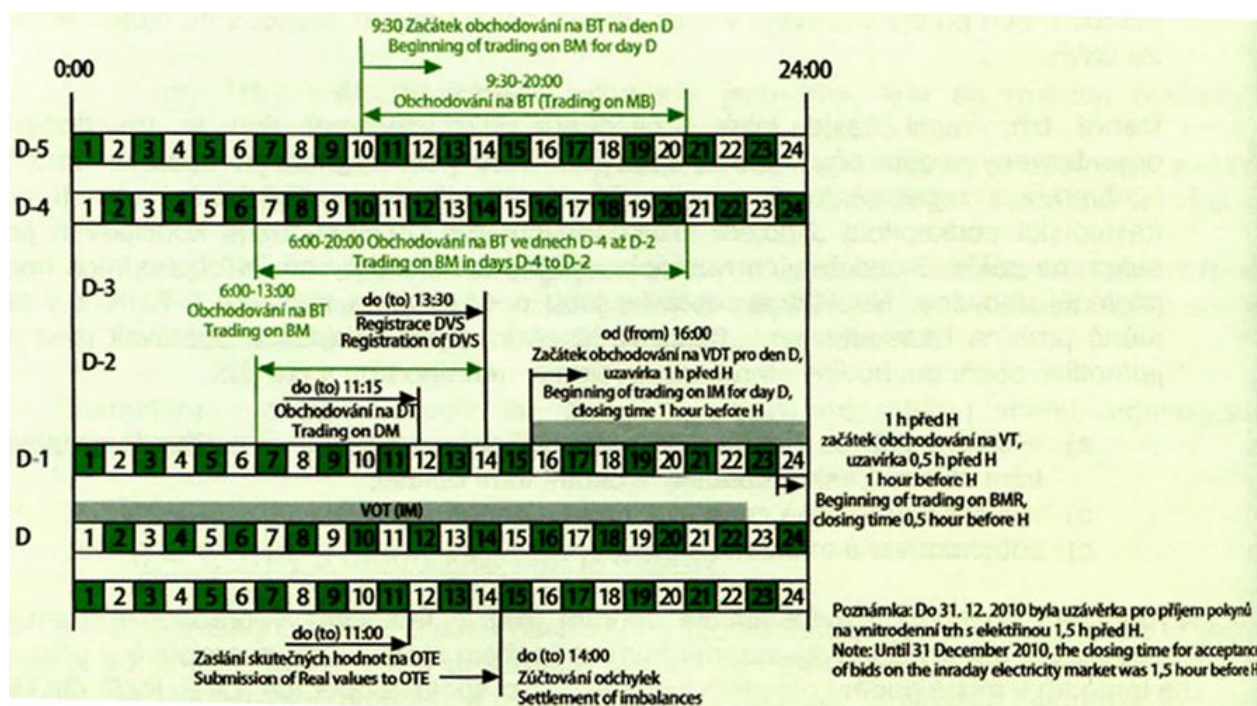 9:30 Začátek obchodování na BT na den D
Beginning of trading on BM for day D
0:00
24:00
9:30-20:00
Obchodování na BT (Trading on MB)
D-5
1 2 3 4 5 6 7 8 9 10 11 12 13 14 15 16 17 18 19 20 21 22 23 24
D-4
1 2 3 4 5 6 7 8 9 10 11 12 13 14 15 16 17 18 19 20 21 22 23 24
6:00-20:00 Obchodování na BT ve dnech D-4 až D-2
Trading on BM in days D-4 to D-2
D-3
6:00-13:00
Obchodování na BT
Trading on BM
do (to) 13:30
Registrace DVS
Registration of DVS
od (from) 16:00
Začátek obchodování na VDT pro den D,
uzavírka 1 h před H
Beginning of trading on IM for day D,
closing time 1 hour before H
D-2
do (to) 11:15
Obchodování na DT
Trading on DM
1 h před H
začátek obchodování na VT,
uzavírka 0,5 h před H
1 hour before H
Beginning of trading on BMR,
closing time 0,5 hour before H
D-1
1 2 3 4 5 6 7 8 9 10 11 12 13 14 15 16 17 18 19 20 21 22 23 24
VOT (IM)
D
1 2 3 4 5 6 7 8 9 10 11 12 13 14 15 16 17 18 19 20 21 22 23 24
1 2 3 4 5 6 7 8 9 10 11 12 13 14 15 16 17 18 19 20 21 22 23 24
do (to) 11:00
Zaslání skutečných hodnot na OTE
Submission of Real values to OTE
do (to) 14:00
Zúčtování odchylek
Settlement of imbalances
Poznámka: Do 31. 12. 2010 byla uzávěrka pro příjem pokynů
na vnitrodenní trh s elektřinou 1,5 h před H.
Note: Until 31 December 2010, the closing time for acceptance
of bids on the inraday electricity market was 1,5 hour before H